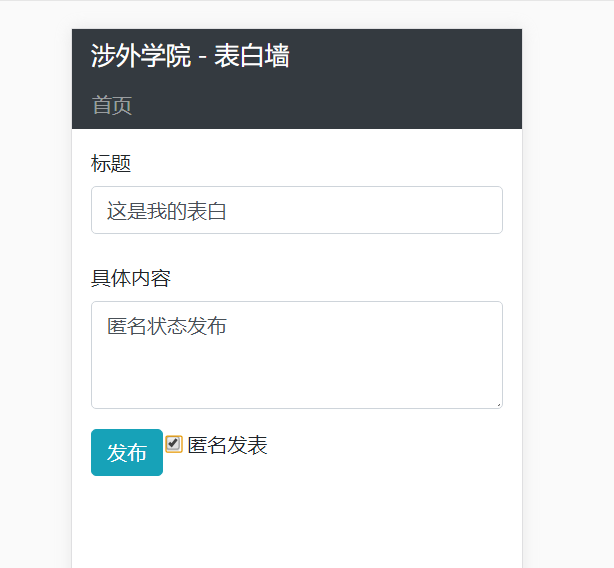 涉外学院 - 表白墙
首页
标题
这是我的表白
具体内容
匿名状态发布
发布 匿名发表